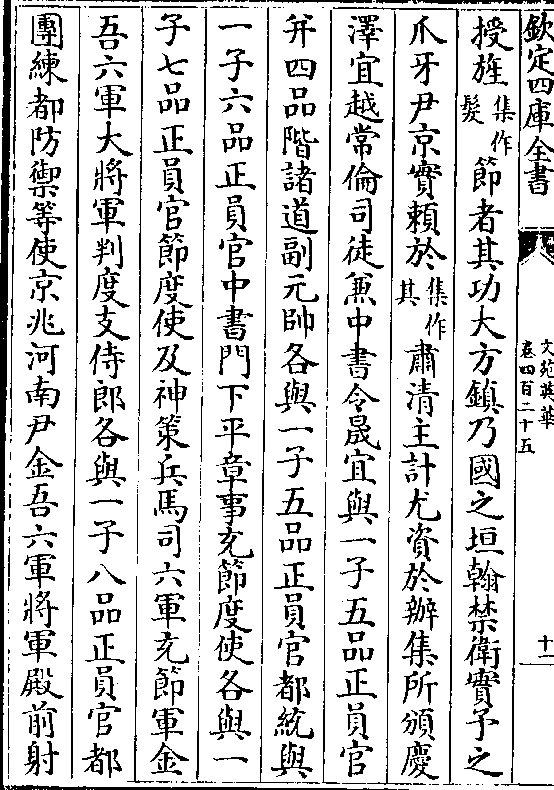 欽定四庫全書
文苑英華
卷四百二十五
十一
授旌集作髮節者其功大方鎮乃國之垣翰禁衛實予之
爪牙尹京實賴於集作其肅清主計尤資於辦集所頒慶
澤宜越常倫司徒兼中書令晟宜與一子五品正員官
并四品階諸道副元帥各與一子五品正員官都統與
一子六品正員官中書門下平章事充節度使各與一
子七品正員官節度使及神策兵馬司六軍充節軍金
吾六軍大將軍判度支侍郎各與一子八品正員官都
團練都防禦等使京兆河南尹金吾六軍將軍殿前射